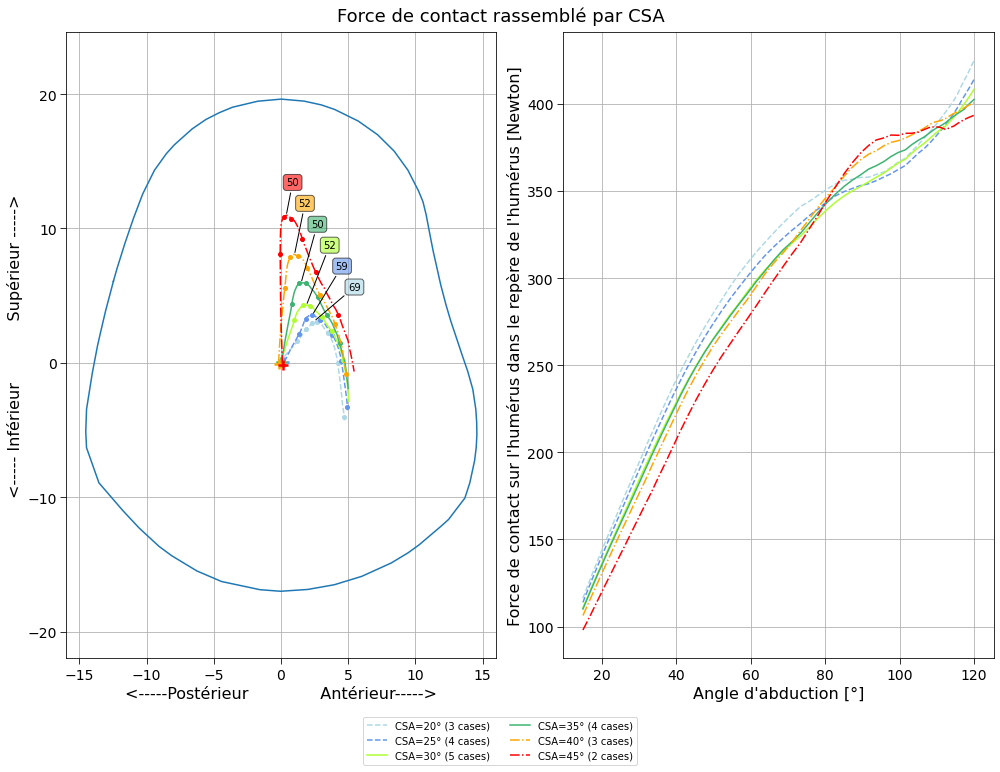 Force de contact rassemblé par CSA
<----- Inférieur          Supérieur ----->
20
10
0
−10
−20
50
52
50
52
59
69
−15 −10 −5 0 5 10 15
<-----Postérieur          Antérieur----->
Force de contact sur l'humérus dans le repère de l'humérus [Newton]
400
350
300
250
200
150
100
20 40 60 80 100 120
Angle d'abduction [°]
CSA=20° (3 cases)
CSA=25° (4 cases)
CSA=30° (5 cases)
CSA=35° (4 cases)
CSA=40° (3 cases)
CSA=45° (2 cases)